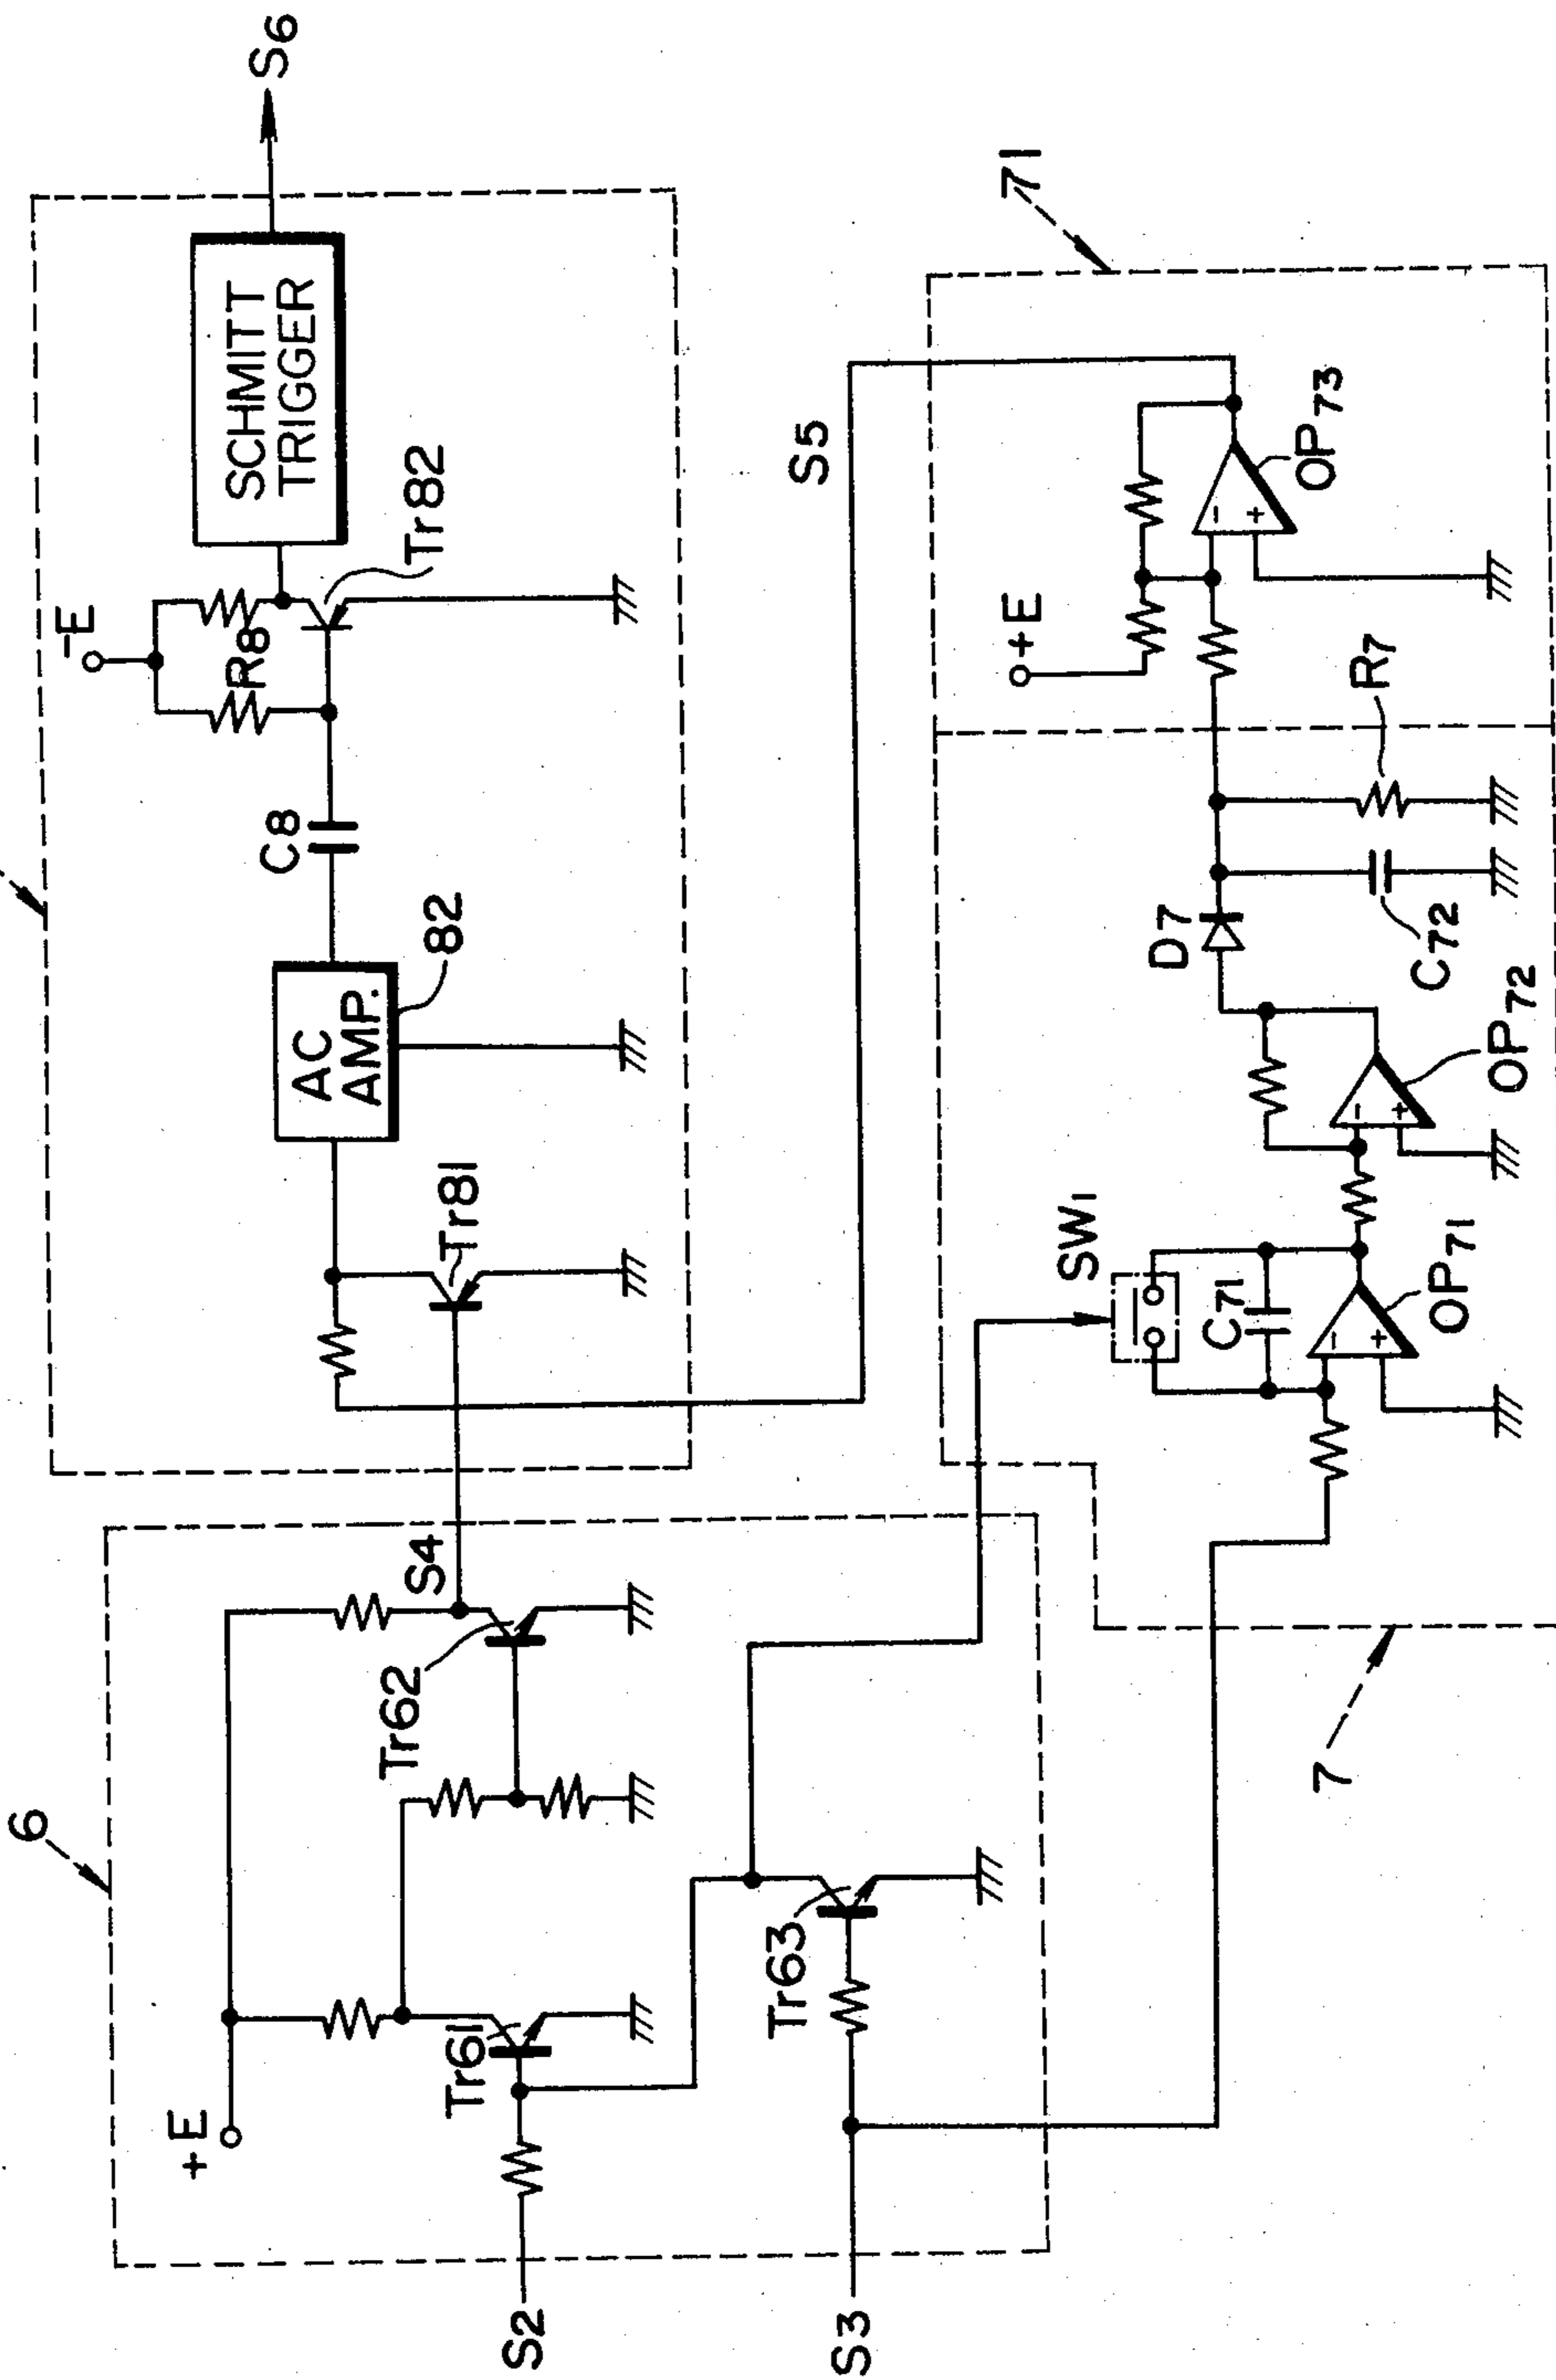 6
+E
S2
S3
Tr61
Tr62
Tr63
S4
Tr81
AC
AMP.
82
C8
-E
R8
Tr82
SCHMITT
TRIGGER
S6
S5
7
SW1
C71
OP71
OP72
D7
C72
R7
+E
OP73
71